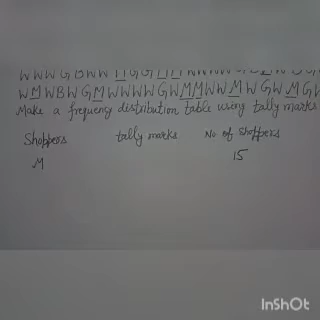 W M W B W G M W W W W G W M M W W M W G W M G W
Make a frequency distribution table using tally marks
Shoppers tally marks No of shoppers
M 15
InShOt